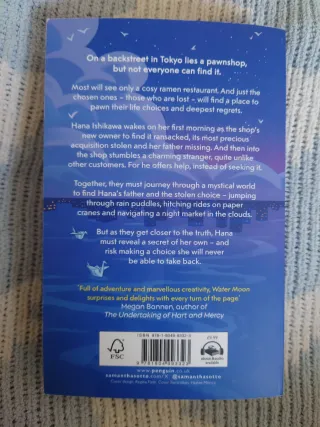 On a backstreet in Tokyo lies a pawnshop,
but not everyone can find it.
Most will see only a cosy ramen restaurant. And just the
chosen ones – those who are lost – will find a place to
pawn their life choices and deepest regrets.
Hana Ishikawa wakes on her first morning as the shop's
new owner to find it ransacked, its most precious
acquisition stolen and her father missing. And then into
the shop stumbles a charming stranger, quite unlike
other customers. For he offers help, instead of seeking it.
Together, they must journey through a mystical world
to find Hana's father and the stolen choice – jumping
through rain puddles, hitching rides on paper
cranes and navigating a night market in the clouds.
But as they get closer to the truth, Hana
must reveal a secret of her own – and
risk making a choice she will never
be able to take back.
'Full of adventure and marvellous creativity, Water Moon
surprises and delights with every turn of the page'
Megan Bannen, author of
The Undertaking of Hart and Mercy
FSC
www.penguin.co.uk